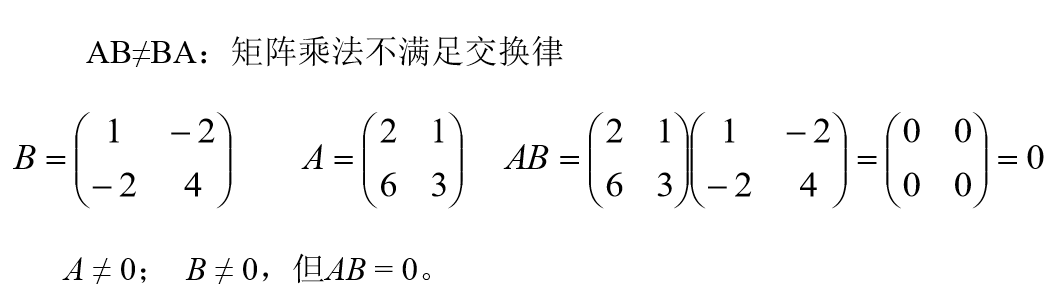 AB≠BA：矩阵乘法不满足交换律
B = ( 1 −2 ; −2 4 ) A = ( 2 1 ; 6 3 ) AB = ( 2 1 ; 6 3 )( 1 −2 ; −2 4 ) = ( 0 0 ; 0 0 ) = 0
A ≠ 0； B ≠ 0，但AB = 0。